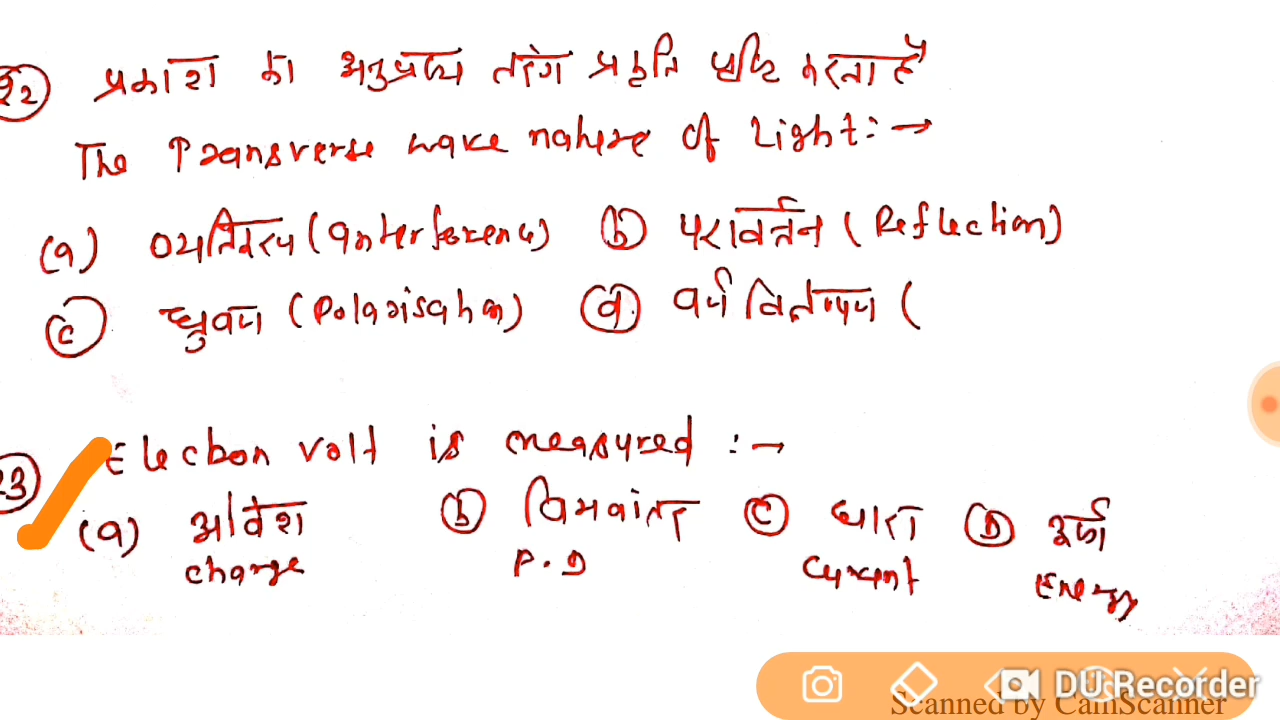 22 प्रकाश का अनुप्रस्थ तरंग प्रकृति पुष्टि करता है
The Transverse wave nature of Light:→
(a) व्यतिकरण (Interference) (b) परावर्तन (Reflection)
(c) ध्रुवण (Polarisation) (d) वर्ण विक्षेपण (
23 Electron volt is measured :→
(a) आवेश (b) विभवांतर (c) धारा (D) ऊर्जा
charge P.D Current Energy
DU Recorder
Scanned by CamScanner